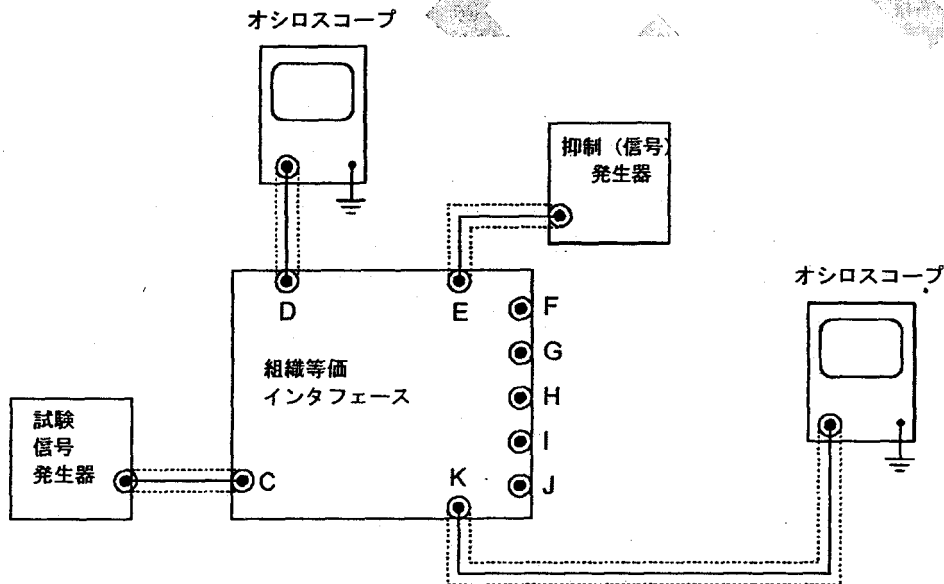 オシロスコープ
抑制（信号）
発生器
オシロスコープ
D
E
F
G
H
I
J
K
C
組織等価
インタフェース
試験
信号
発生器